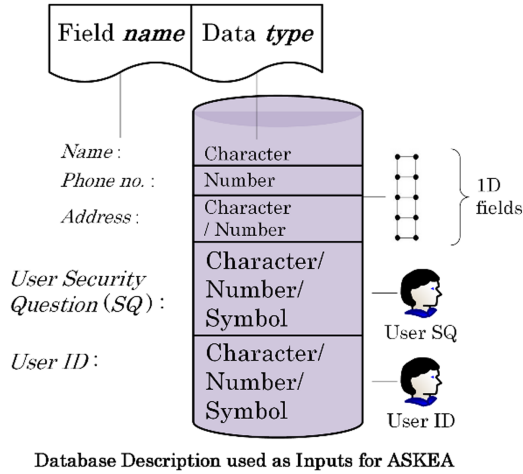 Field name Data type
Name : Character
Phone no. : Number
Address : Character
/ Number
1D
fields
User Security
Question (SQ) :
Character/
Number/
Symbol
User SQ
User ID :
Character/
Number/
Symbol
User ID
Database Description used as Inputs for ASKEA